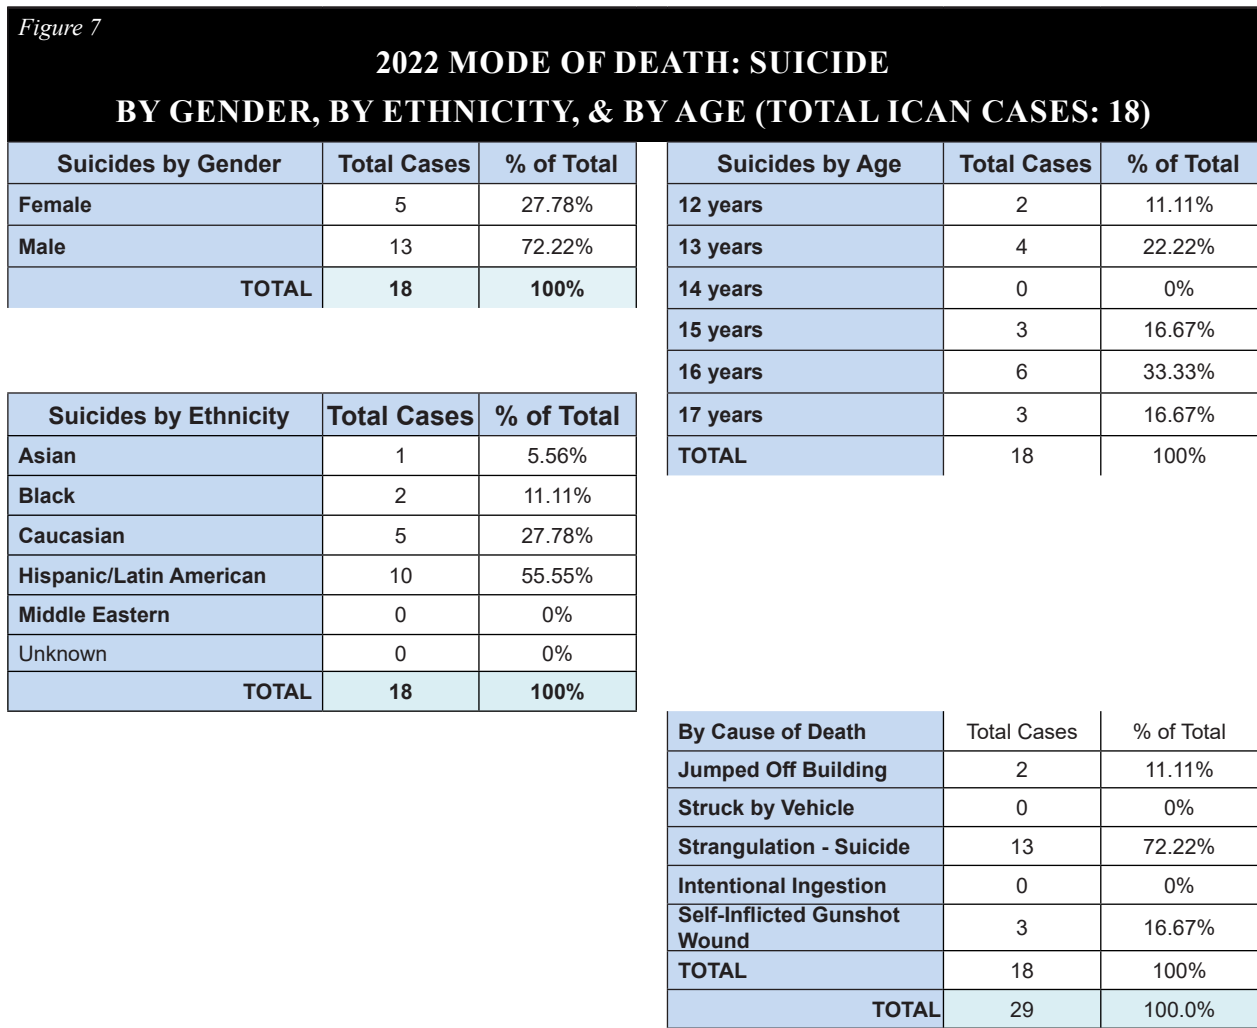 Figure 7
2022 MODE OF DEATH: SUICIDE
BY GENDER, BY ETHNICITY, & BY AGE (TOTAL ICAN CASES: 18)
Suicides by Gender Total Cases % of Total
Female 5 27.78%
Male 13 72.22%
TOTAL 18 100%
Suicides by Ethnicity Total Cases % of Total
Asian 1 5.56%
Black 2 11.11%
Caucasian 5 27.78%
Hispanic/Latin American 10 55.55%
Middle Eastern 0 0%
Unknown 0 0%
TOTAL 18 100%
Suicides by Age Total Cases % of Total
12 years 2 11.11%
13 years 4 22.22%
14 years 0 0%
15 years 3 16.67%
16 years 6 33.33%
17 years 3 16.67%
TOTAL 18 100%
By Cause of Death Total Cases % of Total
Jumped Off Building 2 11.11%
Struck by Vehicle 0 0%
Strangulation - Suicide 13 72.22%
Intentional Ingestion 0 0%
Self-Inflicted Gunshot
Wound 3 16.67%
TOTAL 18 100%
TOTAL 29 100.0%